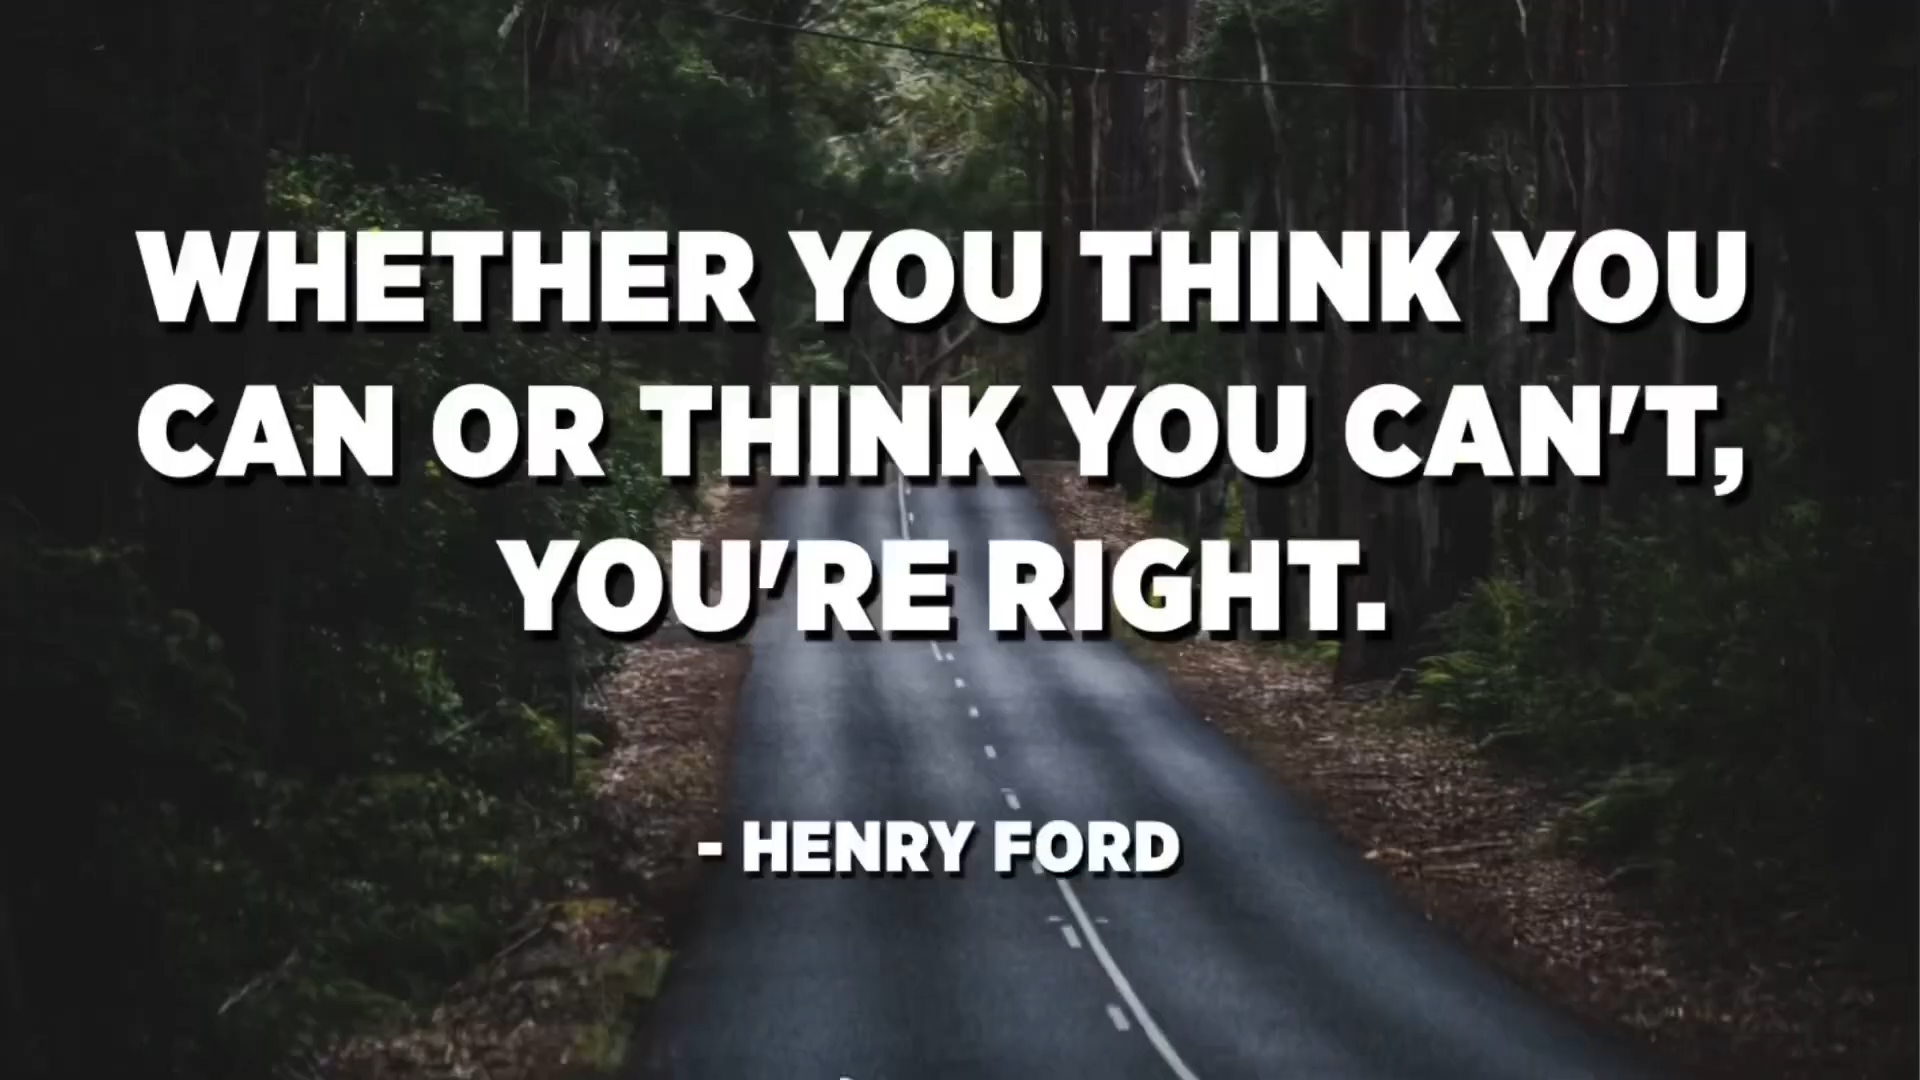 WHETHER YOU THINK YOU
CAN OR THINK YOU CAN'T,
YOU'RE RIGHT.
- HENRY FORD